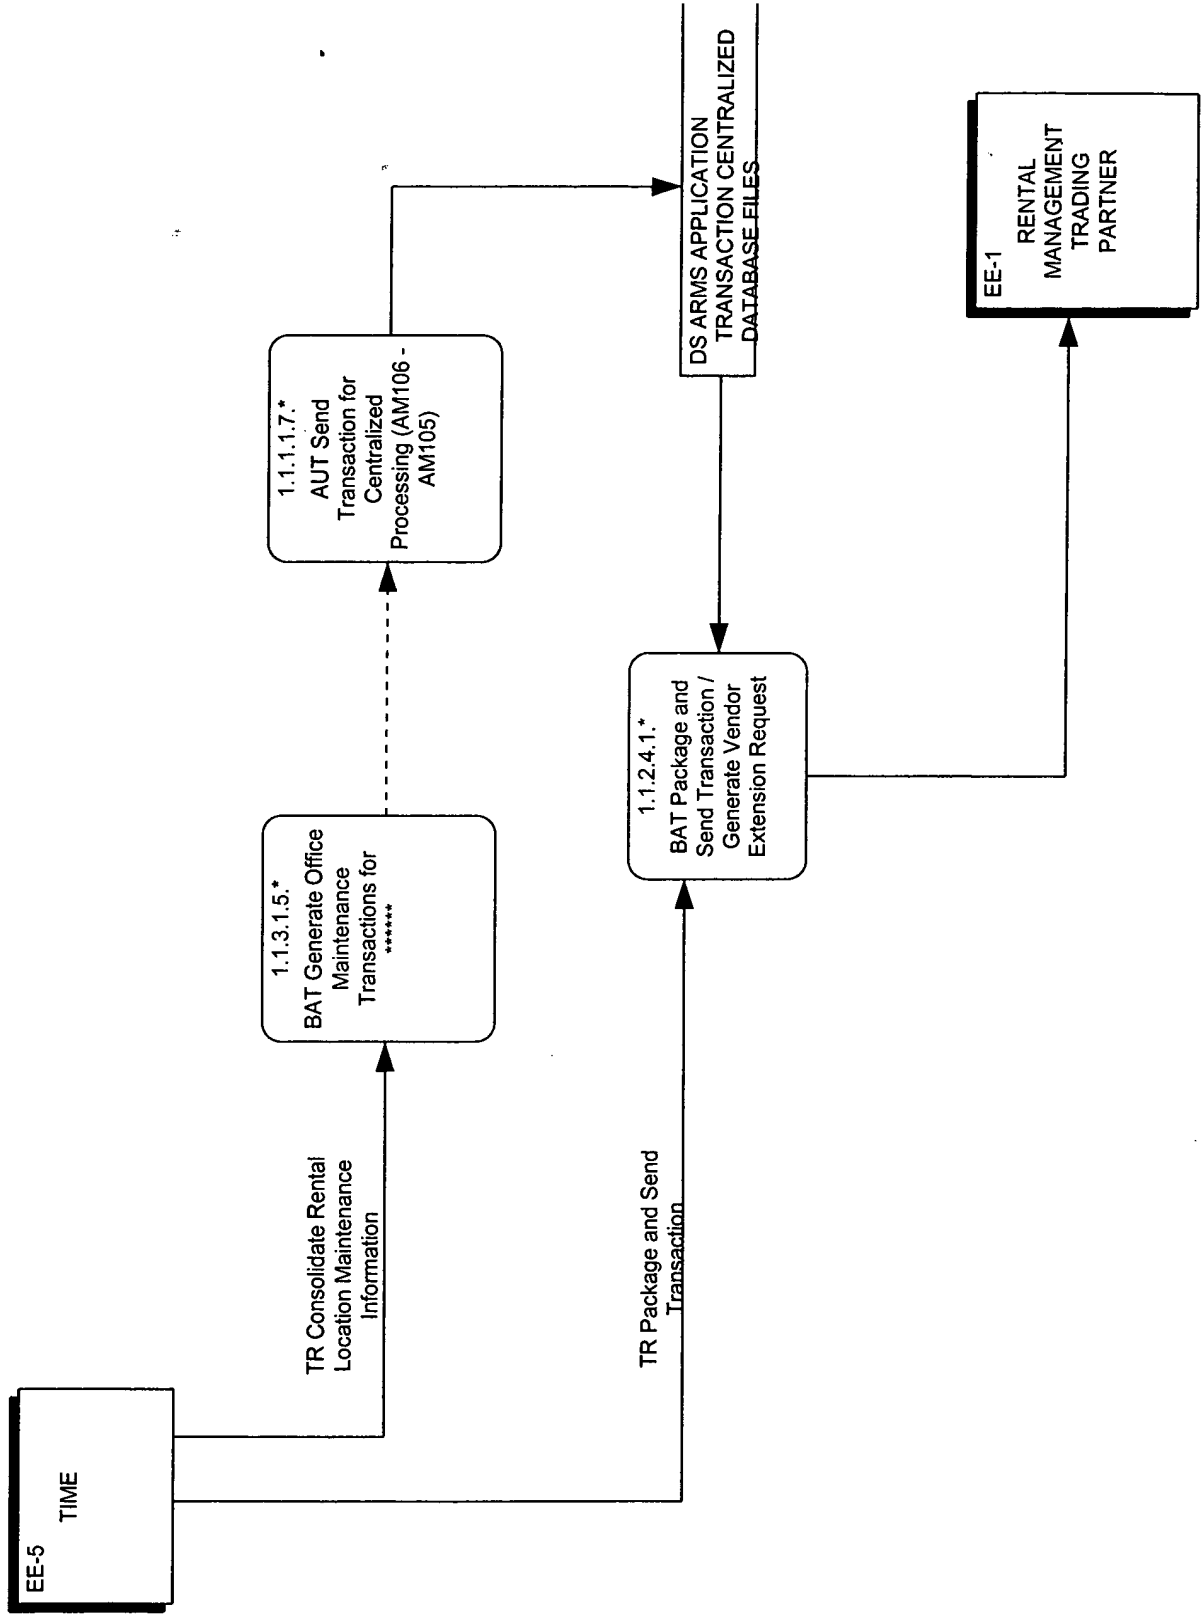 EE-5
TIME
TR Consolidate Rental
Location Maintenance
Information
1.1.3.1.5.*
BAT Generate Office
Maintenance
Transactions for
******
1.1.1.1.7.*
AUT Send
Transaction for
Centralized
Processing (AM106 -
AM105)
TR Package and Send
Transaction
1.1.2.4.1.*
BAT Package and
Send Transaction /
Generate Vendor
Extension Request
DS ARMS APPLICATION
TRANSACTION CENTRALIZED
DATABASE FILES
EE-1
RENTAL
MANAGEMENT
TRADING
PARTNER